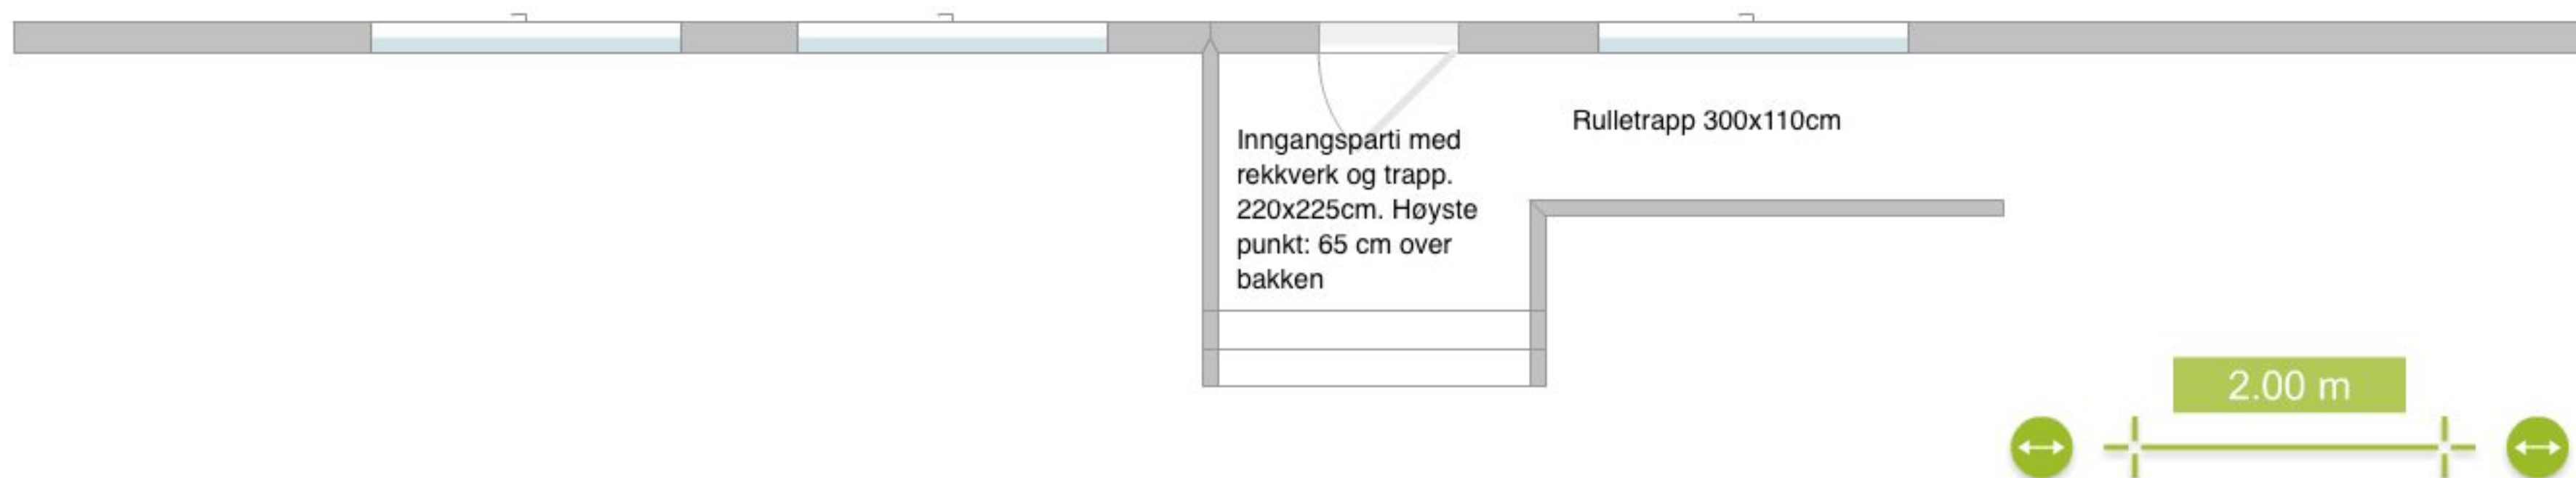 Rulletrapp 300x110cm
Inngangsparti med
rekkverk og trapp.
220x225cm. Høyste
punkt: 65 cm over
bakken
2.00 m